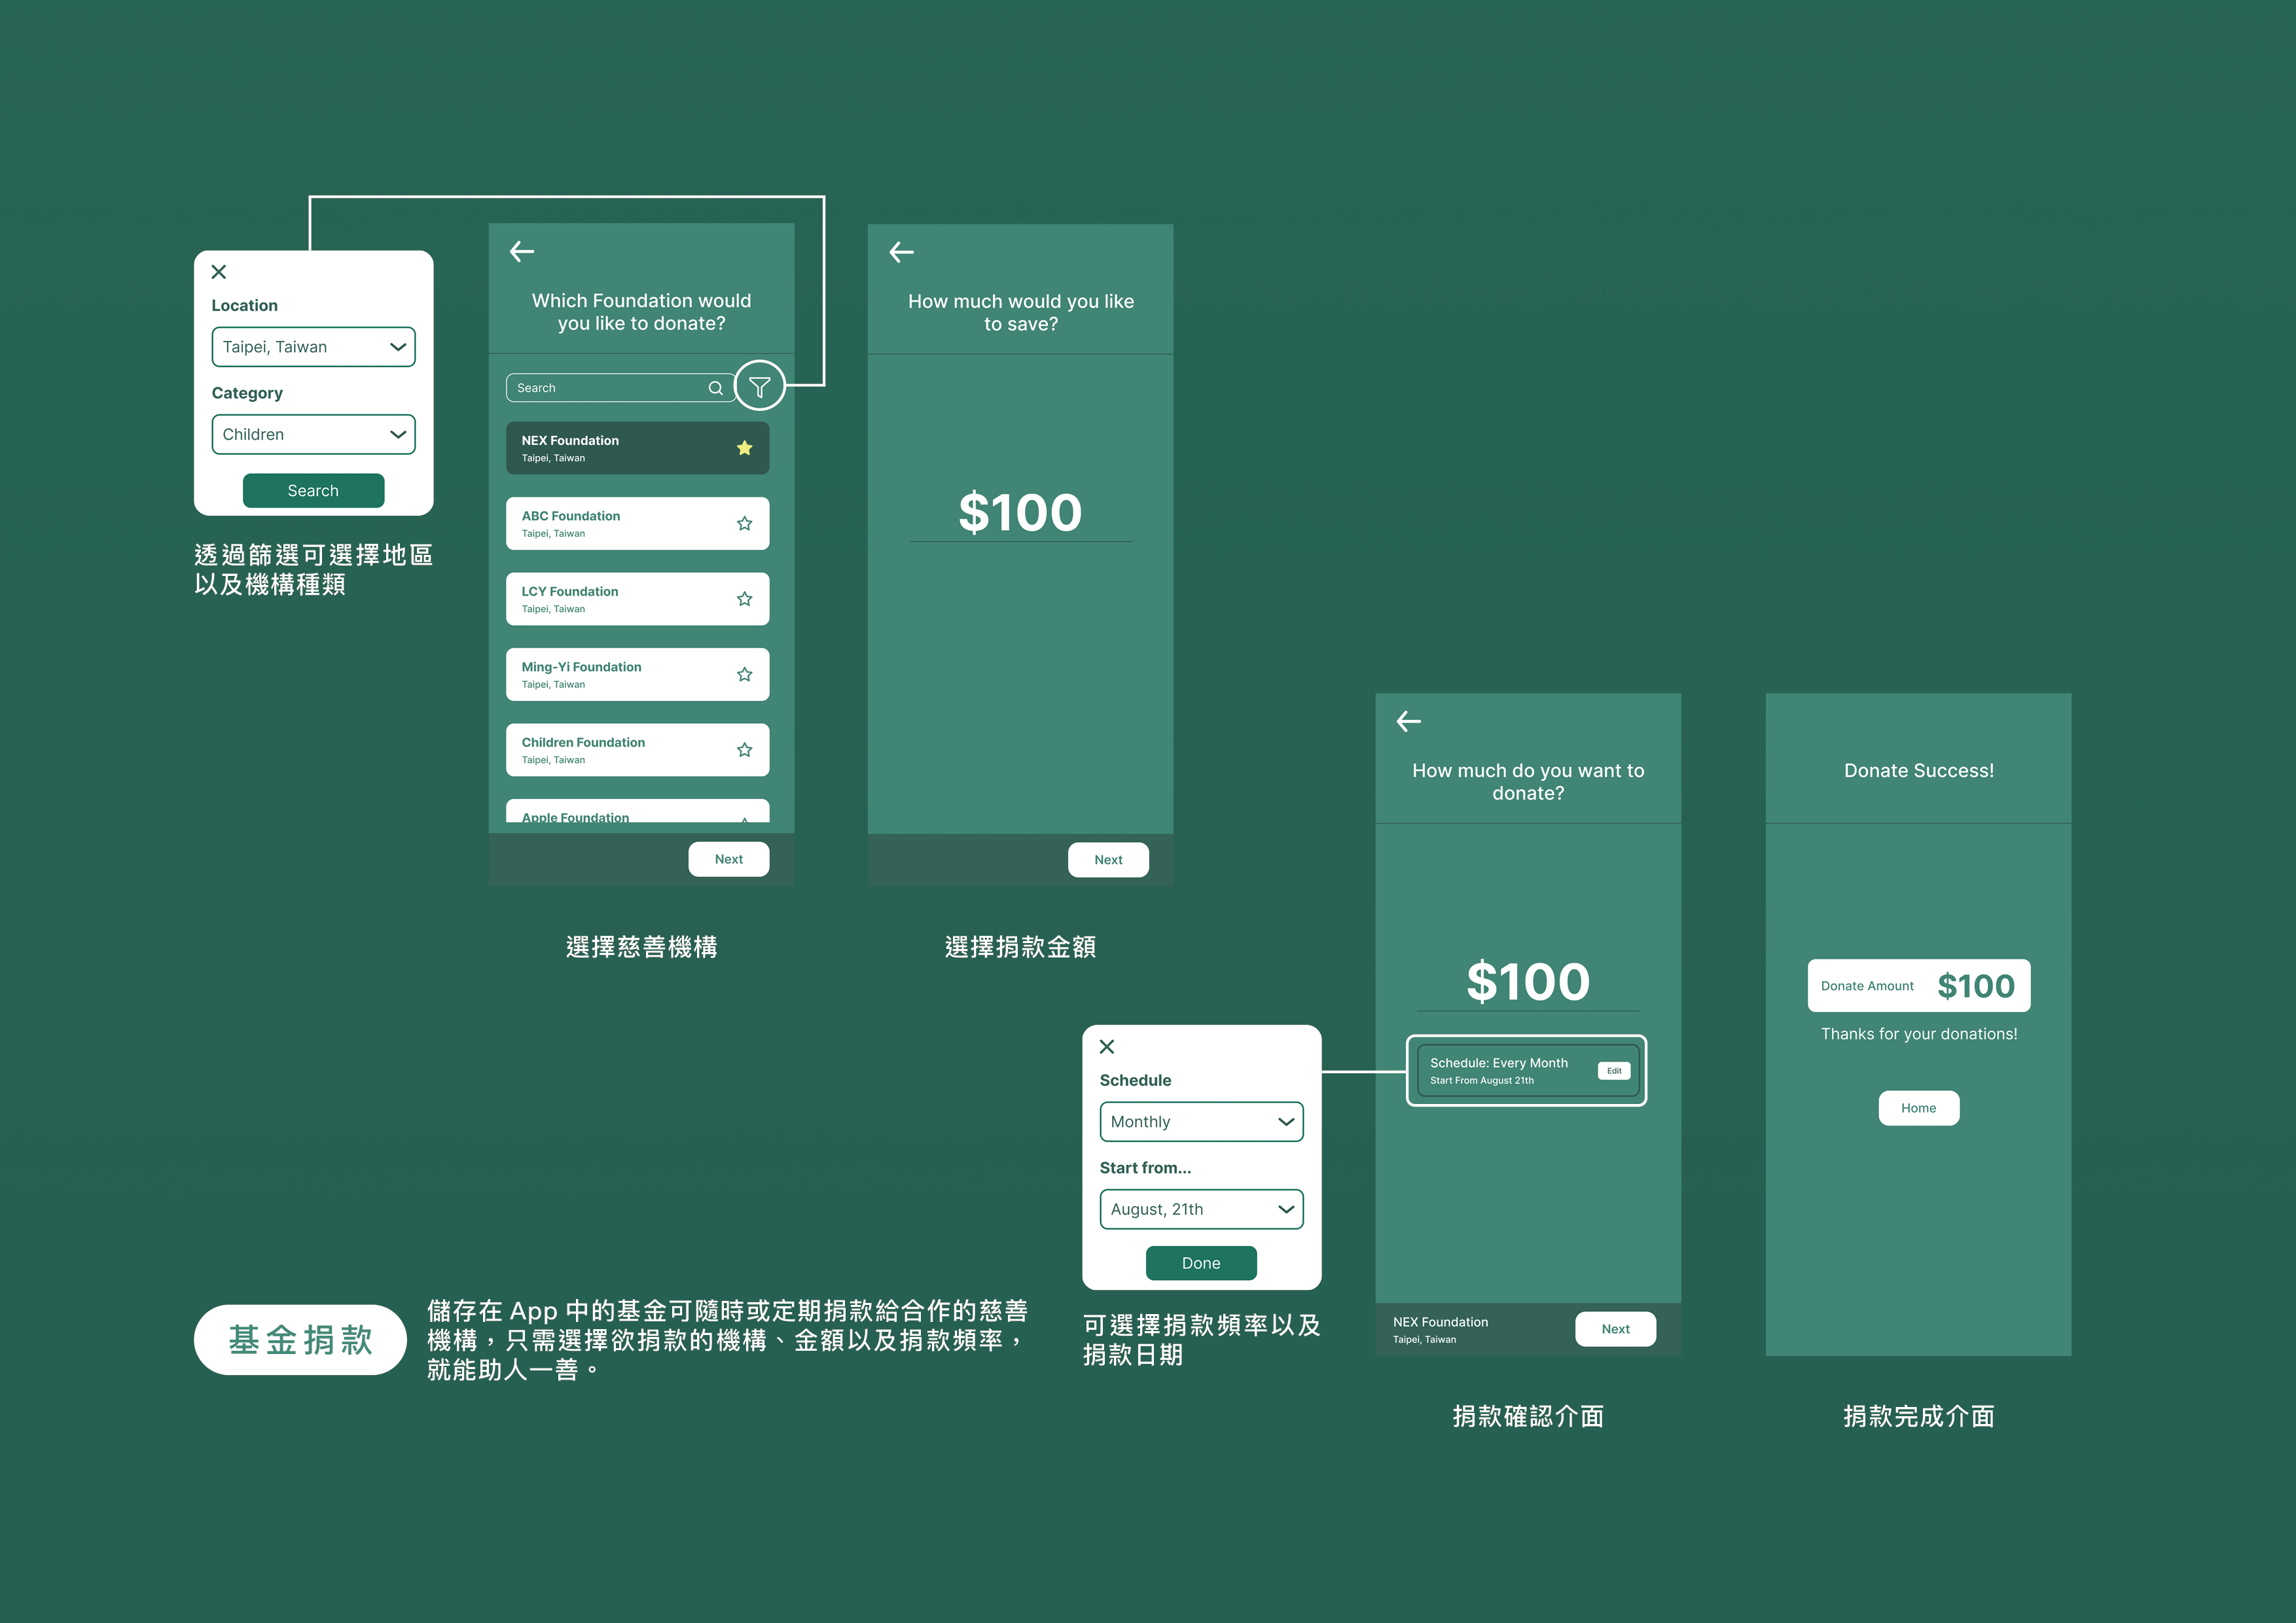 Location
Taipei, Taiwan
Category
Children
Search
透過篩選可選擇地區
以及機構種類
Which Foundation would
you like to donate?
Search
NEX Foundation
Taipei, Taiwan
ABC Foundation
Taipei, Taiwan
LCY Foundation
Taipei, Taiwan
Ming-Yi Foundation
Taipei, Taiwan
Children Foundation
Taipei, Taiwan
Apple Foundation
Next
選擇慈善機構
How much would you like
to save?
$100
Next
選擇捐款金額
Schedule
Monthly
Start from...
August, 21th
Done
可選擇捐款頻率以及
捐款日期
How much do you want to
donate?
$100
Schedule: Every Month
Start From August 21th
Edit
NEX Foundation
Taipei, Taiwan
Next
捐款確認介面
Donate Success!
Donate Amount $100
Thanks for your donations!
Home
捐款完成介面
基金捐款
儲存在 App 中的基金可隨時或定期捐款給合作的慈善
機構，只需選擇欲捐款的機構、金額以及捐款頻率，
就能助人一善。